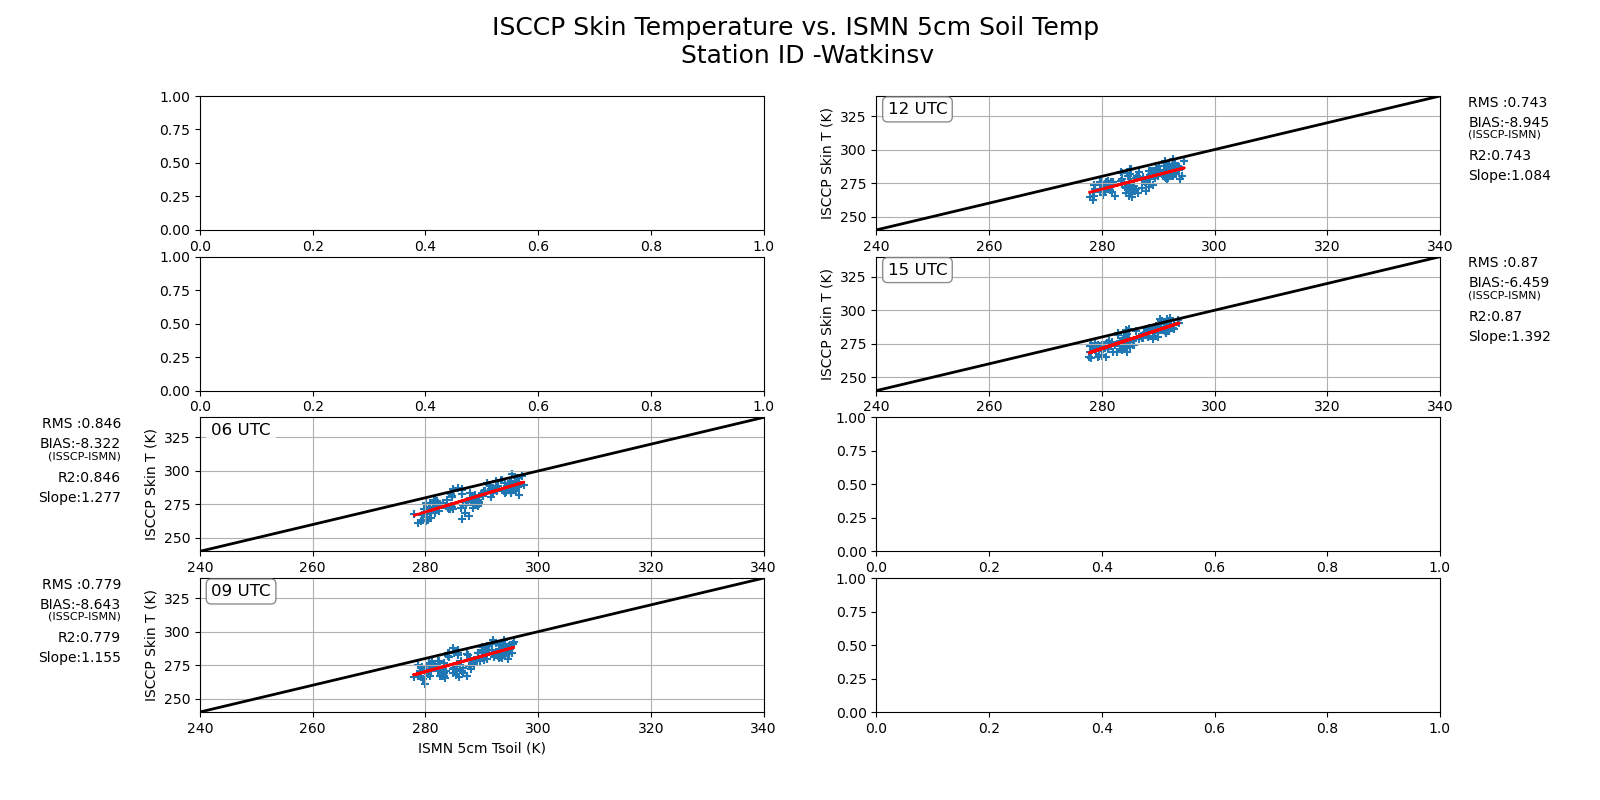 ISCCP Skin Temperature vs. ISMN 5cm Soil Temp
Station ID -Watkinsv
1.00
0.75
0.50
0.25
0.00
0.0 0.2 0.4 0.6 0.8 1.0
1.00
0.75
0.50
0.25
0.00
0.0 0.2 0.4 0.6 0.8 1.0
RMS :0.846
BIAS:-8.322
(ISSCP-ISMN)
R2:0.846
Slope:1.277
ISCCP Skin T (K)
06 UTC
325
300
275
250
240 260 280 300 320 340
RMS :0.779
BIAS:-8.643
(ISSCP-ISMN)
R2:0.779
Slope:1.155
ISCCP Skin T (K)
09 UTC
325
300
275
250
240 260 280 300 320 340
ISMN 5cm Tsoil (K)
ISCCP Skin T (K)
12 UTC
325
300
275
250
240 260 280 300 320 340
RMS :0.743
BIAS:-8.945
(ISSCP-ISMN)
R2:0.743
Slope:1.084
ISCCP Skin T (K)
15 UTC
325
300
275
250
240 260 280 300 320 340
RMS :0.87
BIAS:-6.459
(ISSCP-ISMN)
R2:0.87
Slope:1.392
1.00
0.75
0.50
0.25
0.00
0.0 0.2 0.4 0.6 0.8 1.0
1.00
0.75
0.50
0.25
0.00
0.0 0.2 0.4 0.6 0.8 1.0